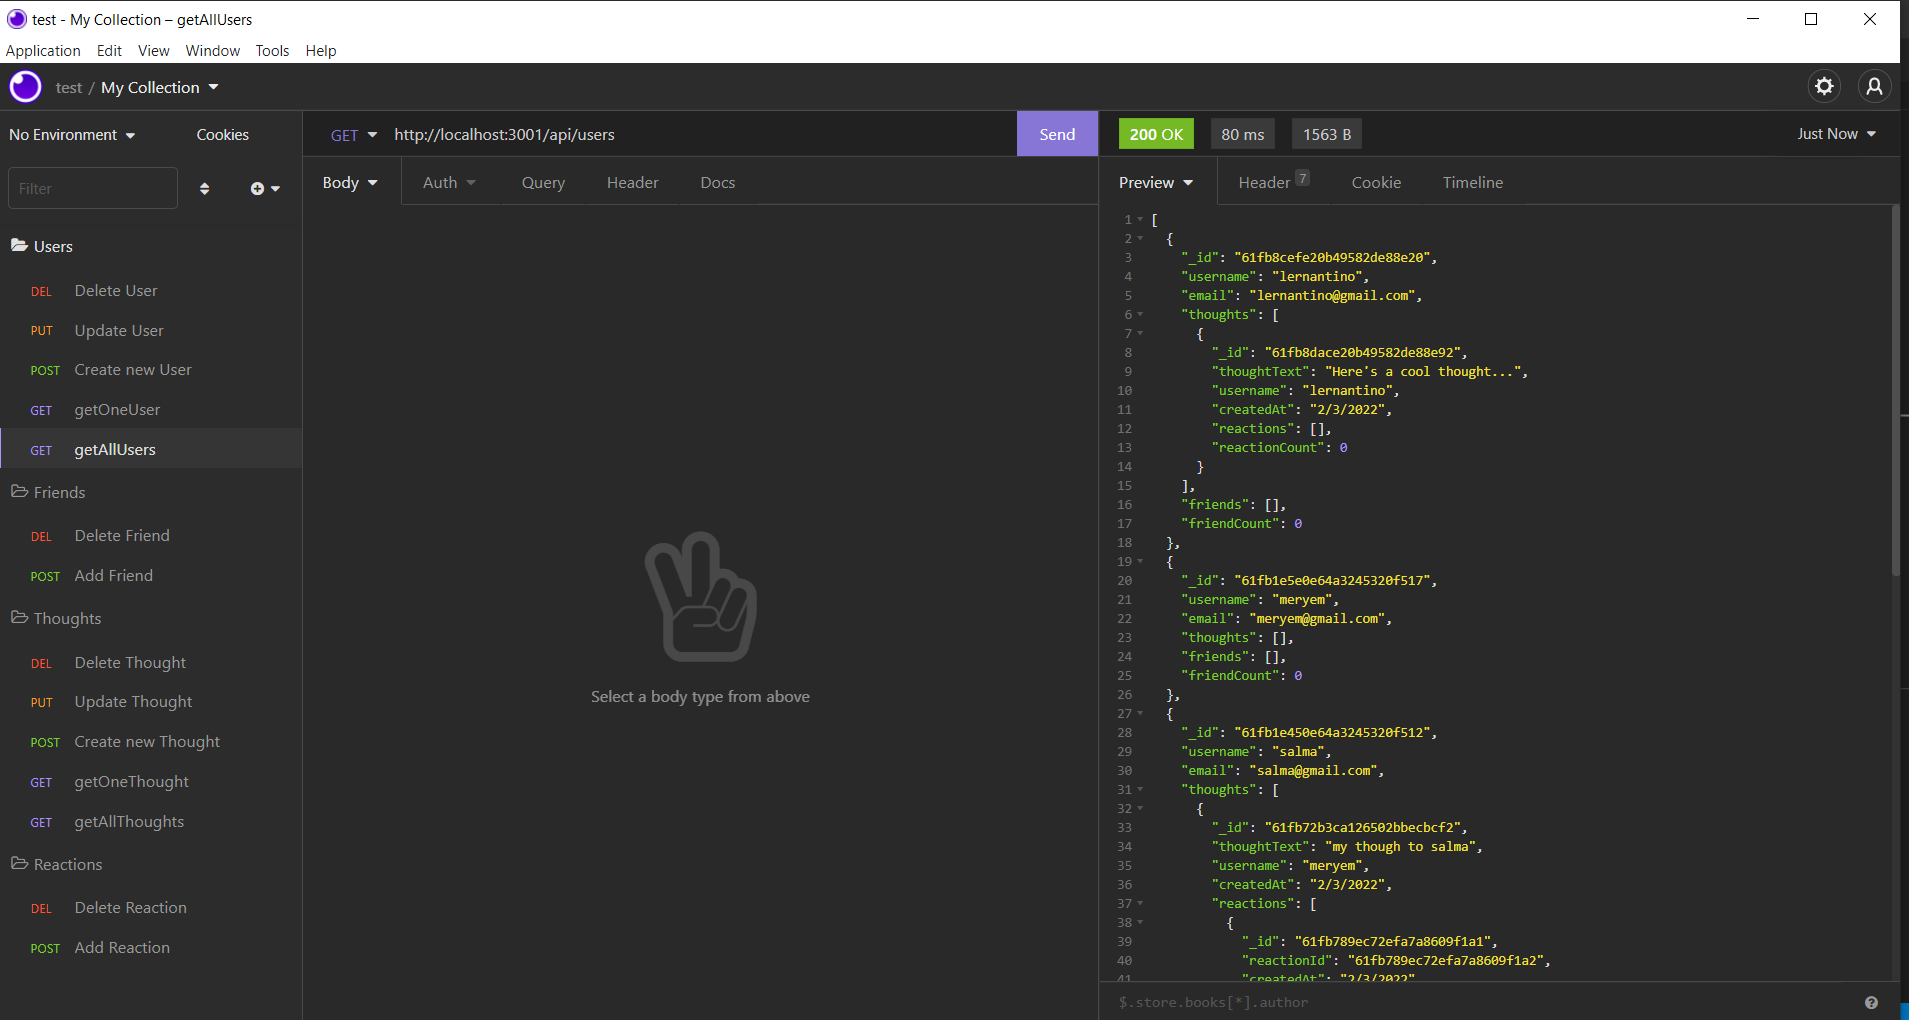 test - My Collection – getAllUsers
Application Edit View Window Tools Help
test / My Collection
No Environment Cookies
Filter
Users
DEL Delete User
PUT Update User
POST Create new User
GET getOneUser
GET getAllUsers
Friends
DEL Delete Friend
POST Add Friend
Thoughts
DEL Delete Thought
PUT Update Thought
POST Create new Thought
GET getOneThought
GET getAllThoughts
Reactions
DEL Delete Reaction
POST Add Reaction
GET http://localhost:3001/api/users Send
Body Auth Query Header Docs
Select a body type from above
200 OK 80 ms 1563 B Just Now
Preview Header 7 Cookie Timeline
1 [
2 {
3 "_id": "61fb8cefe20b49582de88e20",
4 "username": "lernantino",
5 "email": "lernantino@gmail.com",
6 "thoughts": [
7 {
8 "_id": "61fb8dace20b49582de88e92",
9 "thoughtText": "Here's a cool thought...",
10 "username": "lernantino",
11 "createdAt": "2/3/2022",
12 "reactions": [],
13 "reactionCount": 0
14 }
15 ],
16 "friends": [],
17 "friendCount": 0
18 },
19 {
20 "_id": "61fb1e5e0e64a3245320f517",
21 "username": "meryem",
22 "email": "meryem@gmail.com",
23 "thoughts": [],
24 "friends": [],
25 "friendCount": 0
26 },
27 {
28 "_id": "61fb1e450e64a3245320f512",
29 "username": "salma",
30 "email": "salma@gmail.com",
31 "thoughts": [
32 {
33 "_id": "61fb72b3ca126502bbecbcf2",
34 "thoughtText": "my though to salma",
35 "username": "meryem",
36 "createdAt": "2/3/2022",
37 "reactions": [
38 {
39 "_id": "61fb789ec72efa7a8609f1a1",
40 "reactionId": "61fb789ec72efa7a8609f1a2",
41 "createdAt": "2/3/2022"
$.store.books[*].author